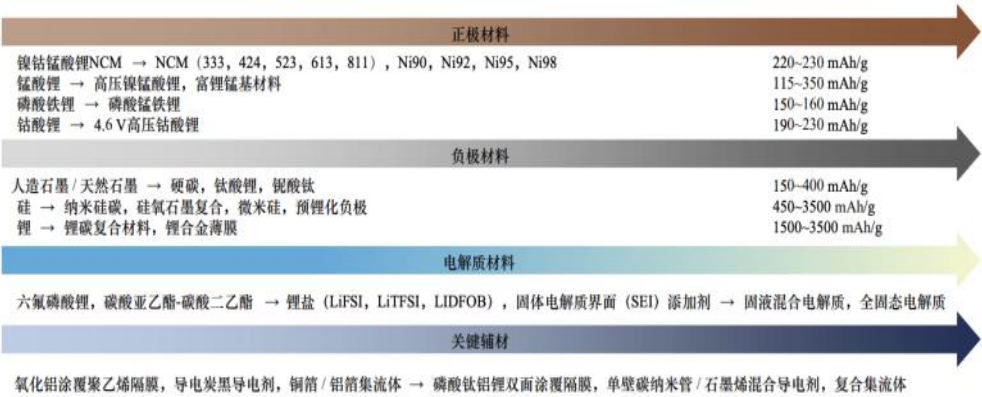 正极材料
镍钴锰酸锂NCM → NCM（333，424，523，613，811），Ni90，Ni92，Ni95，Ni98 220~230 mAh/g
锰酸锂 → 高压镍锰酸锂，富锂锰基材料 115~350 mAh/g
磷酸铁锂 → 磷酸锰铁锂 150~160 mAh/g
钴酸锂 → 4.6 V高压钴酸锂 190~230 mAh/g
负极材料
人造石墨 / 天然石墨 → 硬碳，钛酸锂，铌酸钛 150~400 mAh/g
硅 → 纳米硅碳，硅氧石墨复合，微米硅，预锂化负极 450~3500 mAh/g
锂 → 锂碳复合材料，锂合金薄膜 1500~3500 mAh/g
电解质材料
六氟磷酸锂，碳酸亚乙酯-碳酸二乙酯 → 锂盐（LiFSI，LiTFSI，LIDFOB），固体电解质界面（SEI）添加剂 → 固液混合电解质，全固态电解质
关键辅材
氧化铝涂覆聚乙烯隔膜，导电炭黑导电剂，铜箔 / 铝箔集流体 → 磷酸钛铝锂双面涂覆隔膜，单壁碳纳米管 / 石墨烯混合导电剂，复合集流体